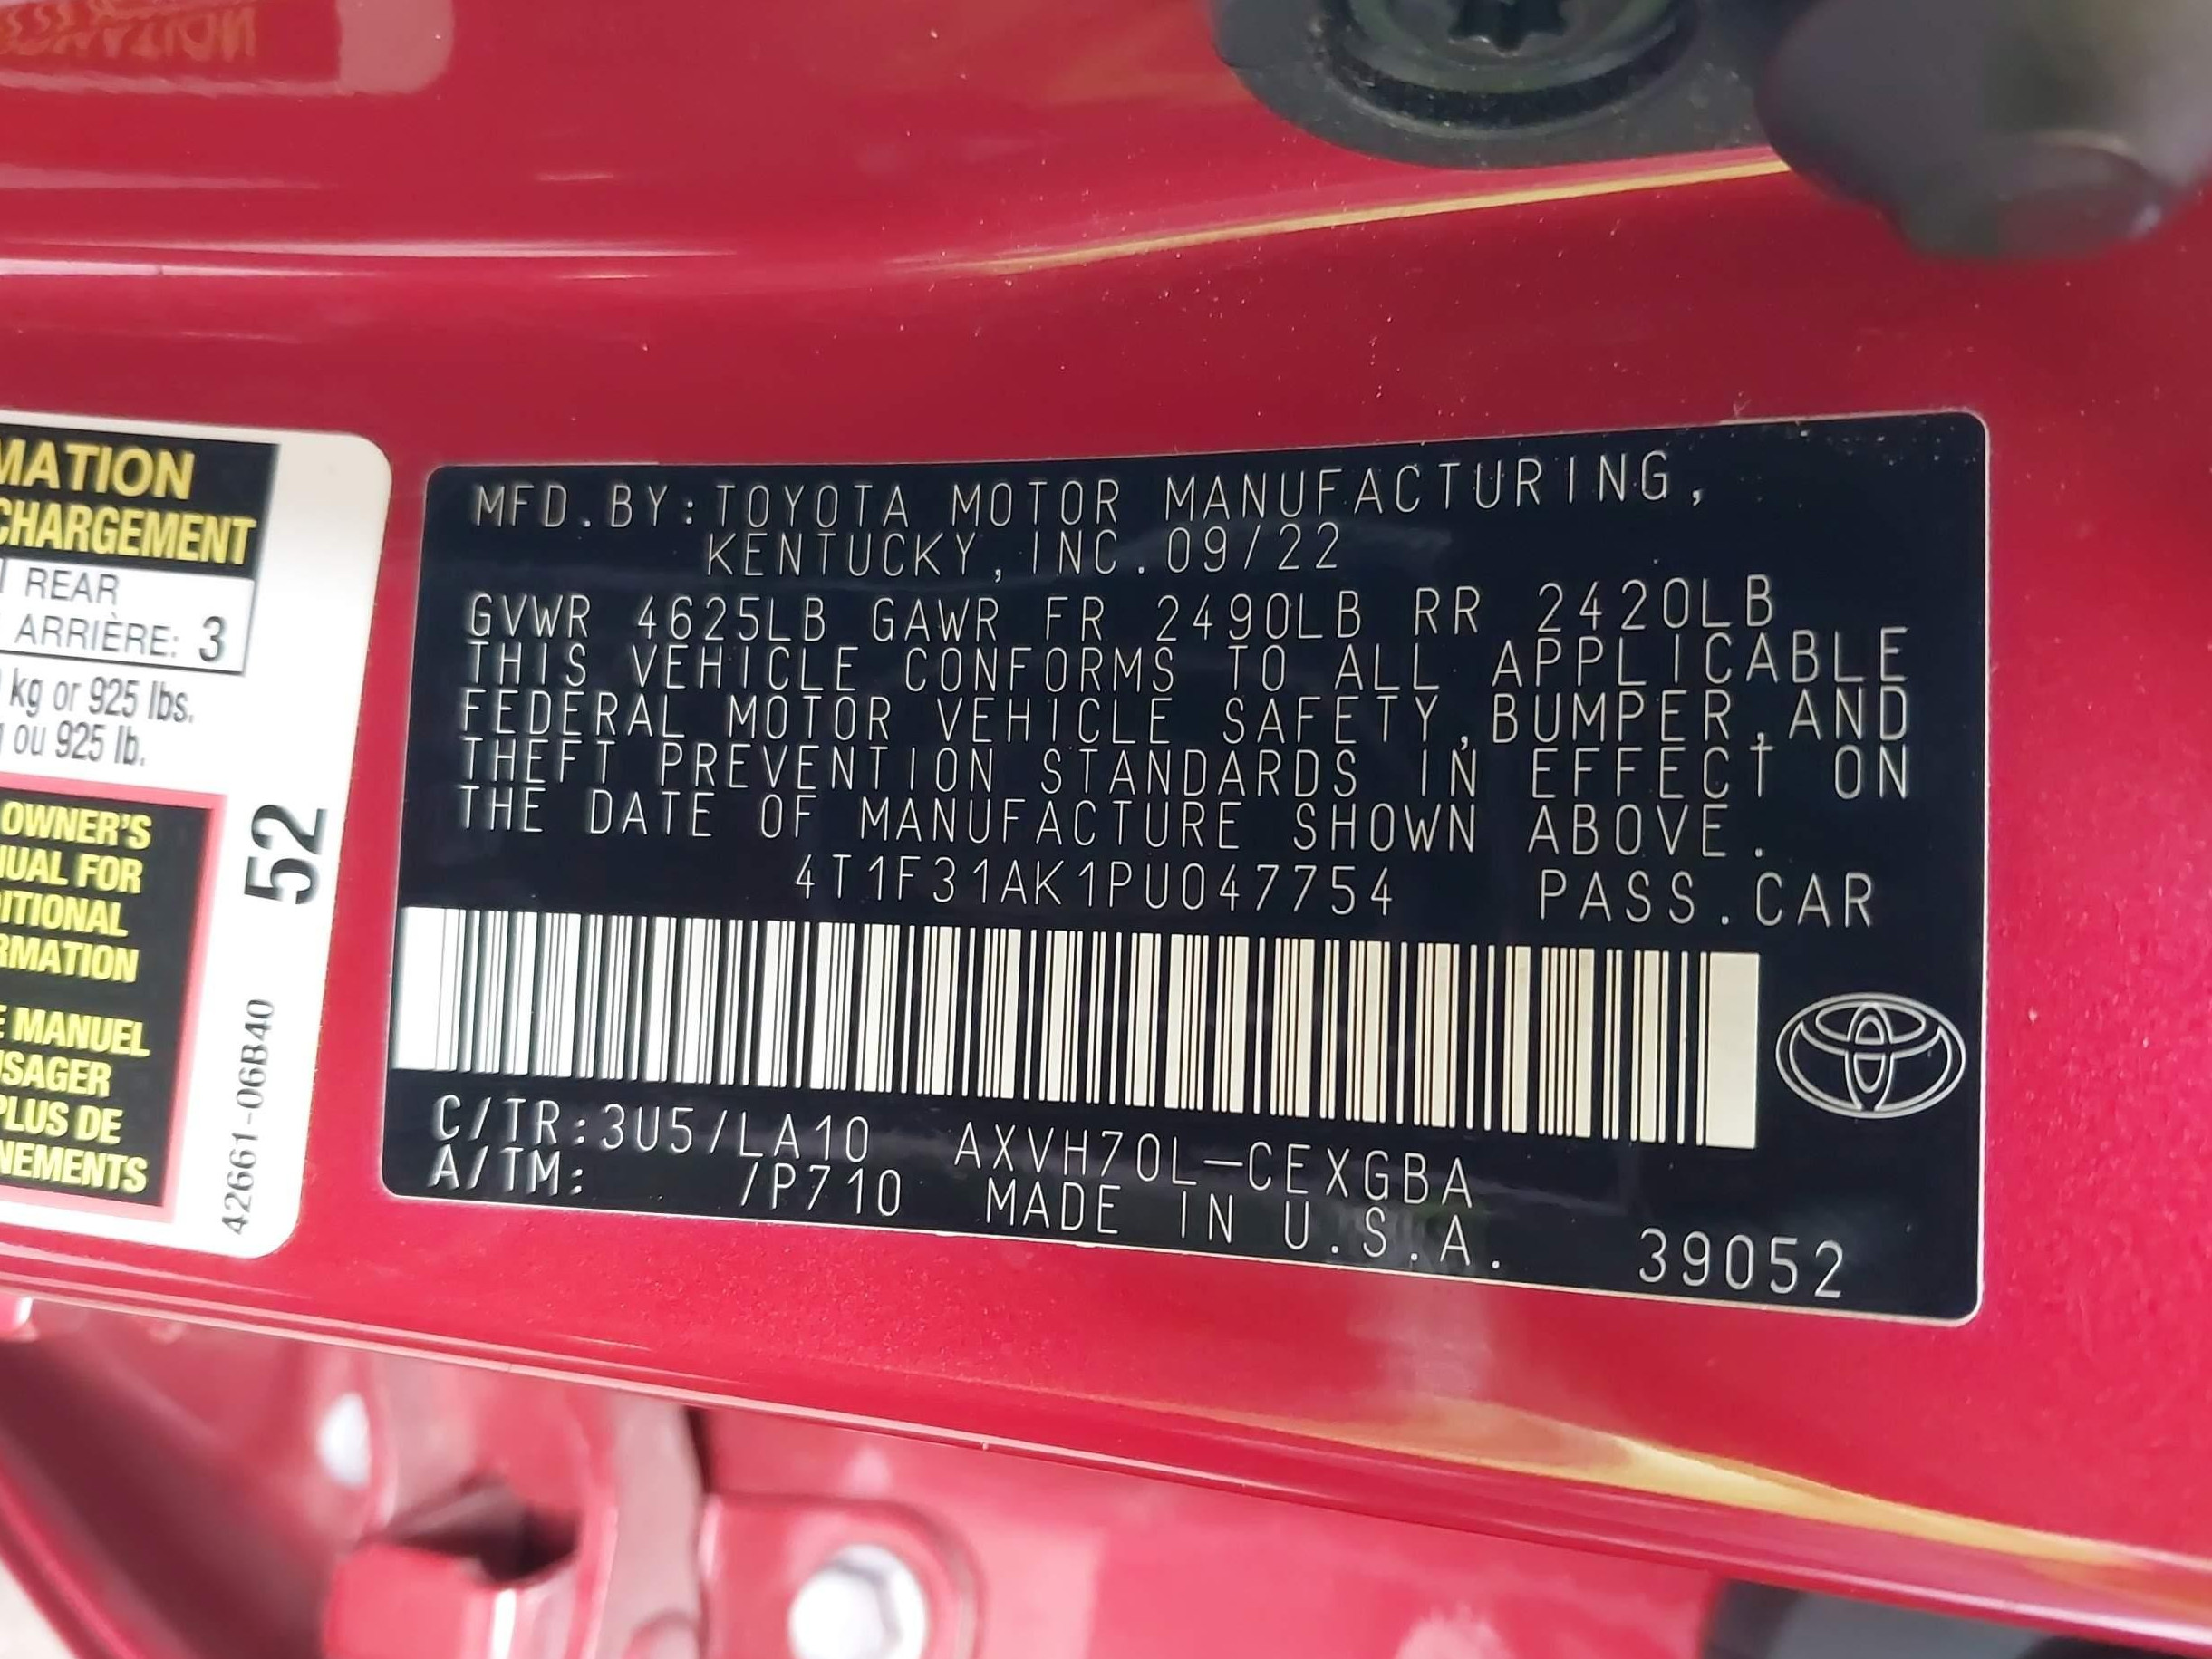 MATION
CHARGEMENT
REAR
ARRIÈRE: 3
kg or 925 lbs.
ou 925 lb.
OWNER'S
UAL FOR
ITIONAL
RMATION
MANUEL
SAGER
PLUS DE
NEMENTS
52
42661-06B40
MFD.BY:TOYOTA MOTOR MANUFACTURING,
KENTUCKY, INC. 09/22
GVWR 4625LB GAWR FR 2490LB RR 2420LB
THIS VEHICLE CONFORMS TO ALL APPLICABLE
FEDERAL MOTOR VEHICLE SAFETY,BUMPER,AND
THEFT PREVENTION STANDARDS IN EFFECT ON
THE DATE OF MANUFACTURE SHOWN ABOVE.
4T1F31AK1PU047754 PASS.CAR
C/TR:3U5/LA10 AXVH70L-CEXGBA
A/TM: /P710 MADE IN U.S.A. 39052